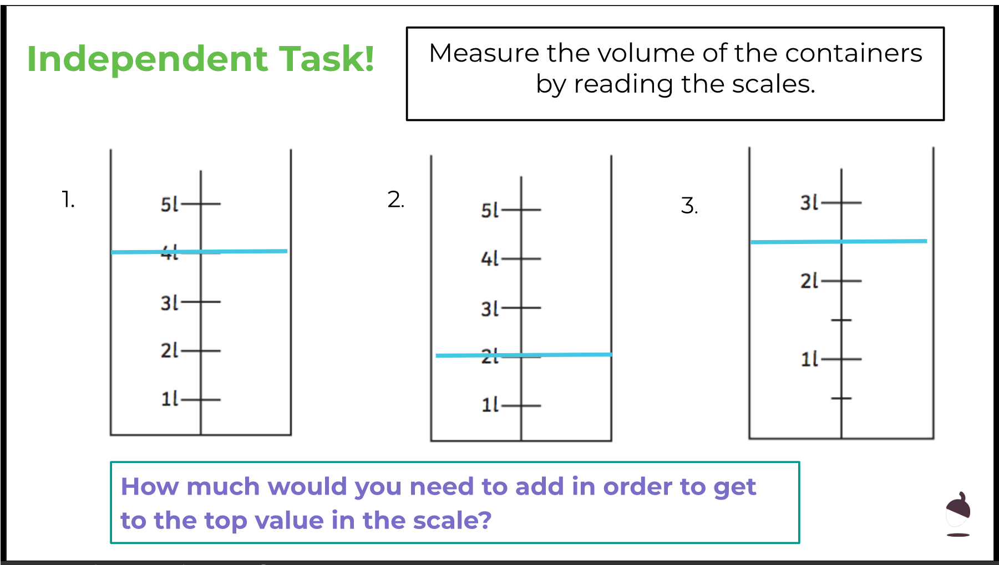 Independent Task!
Measure the volume of the containers
by reading the scales.
1.
5l
4l
3l
2l
1l
2.
5l
4l
3l
2l
1l
3.
3l
2l
1l
How much would you need to add in order to get
to the top value in the scale?